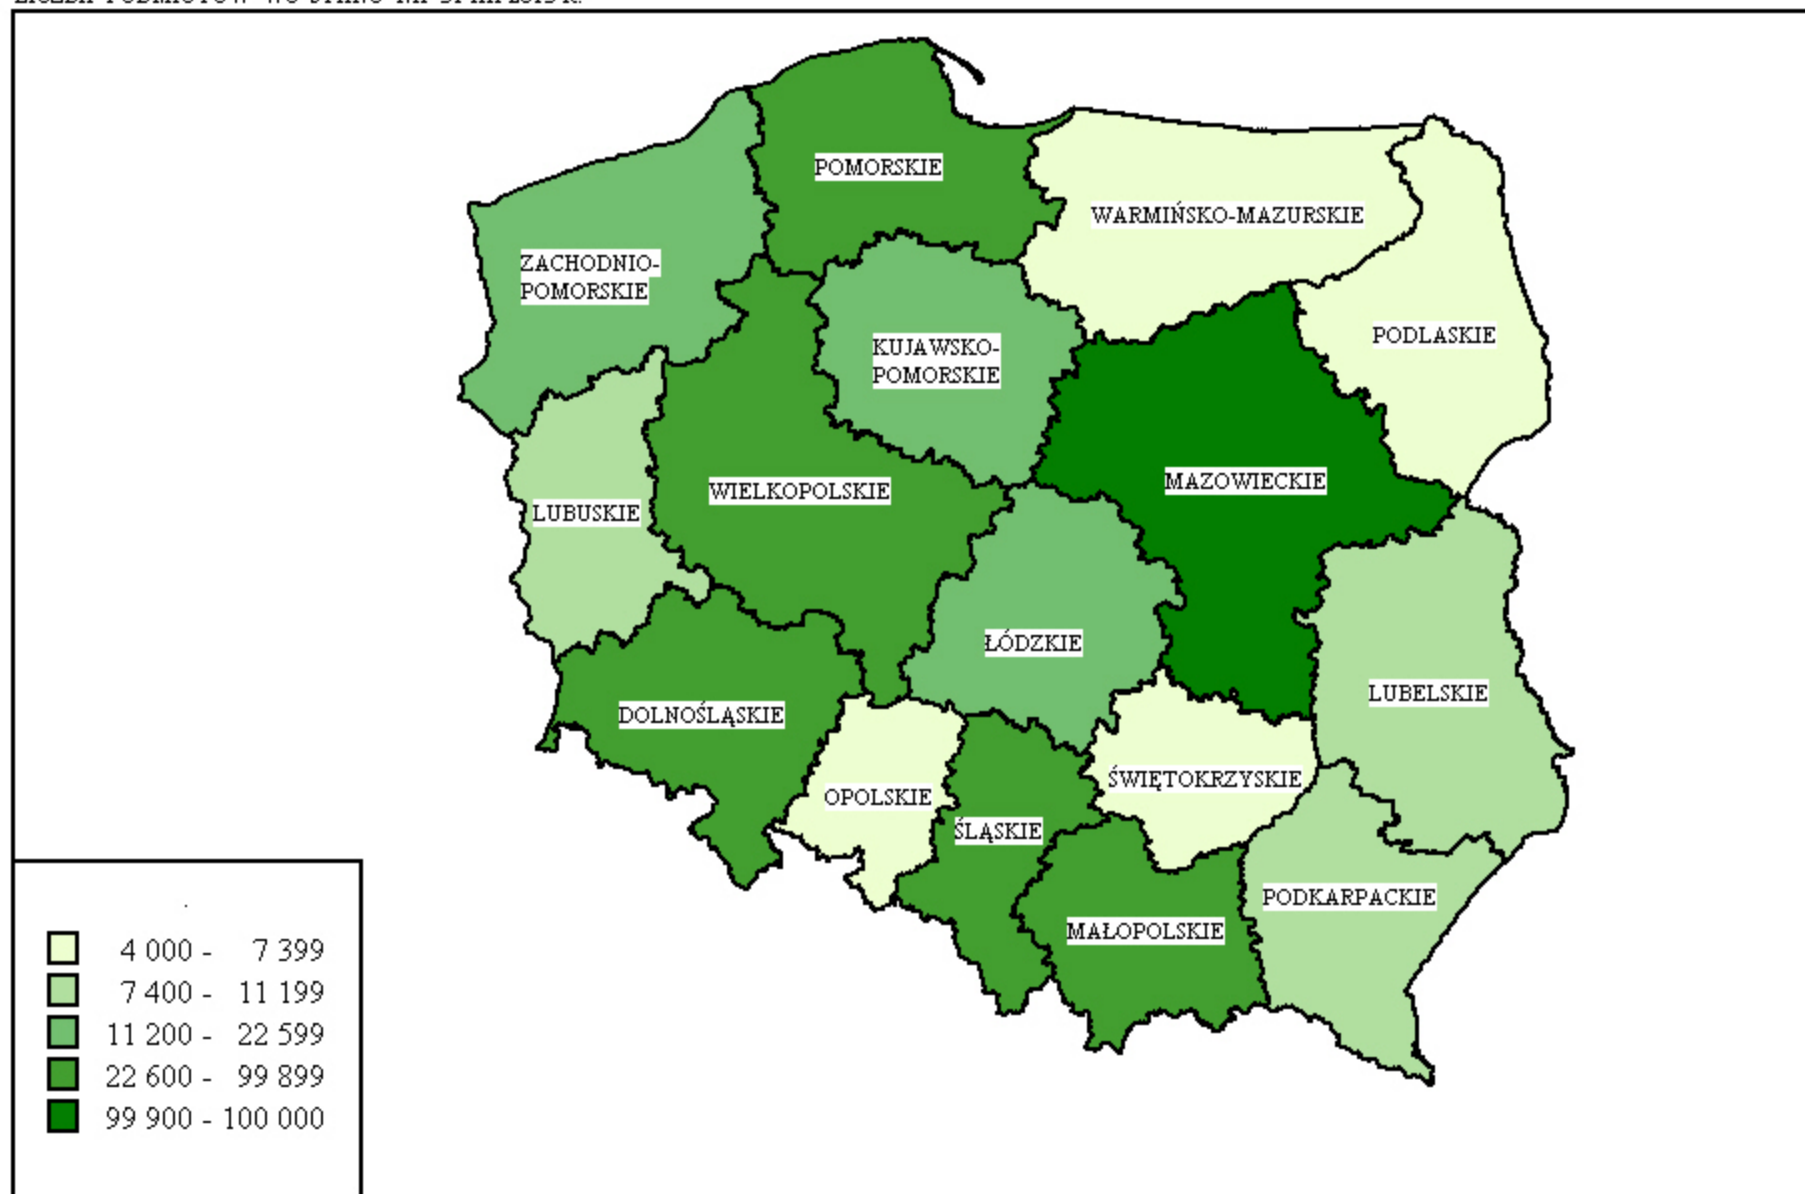 POMORSKIE
WARMIŃSKO-MAZURSKIE
ZACHODNIO-
POMORSKIE
PODLASKIE
KUJAWSKO-
POMORSKIE
MAZOWIECKIE
WIELKOPOLSKIE
LUBUSKIE
ŁÓDZKIE
LUBELSKIE
DOLNOŚLĄSKIE
ŚWIĘTOKRZYSKIE
OPOLSKIE
ŚLĄSKIE
PODKARPACKIE
MAŁOPOLSKIE
4 000 - 7 399
7 400 - 11 199
11 200 - 22 599
22 600 - 99 899
99 900 - 100 000